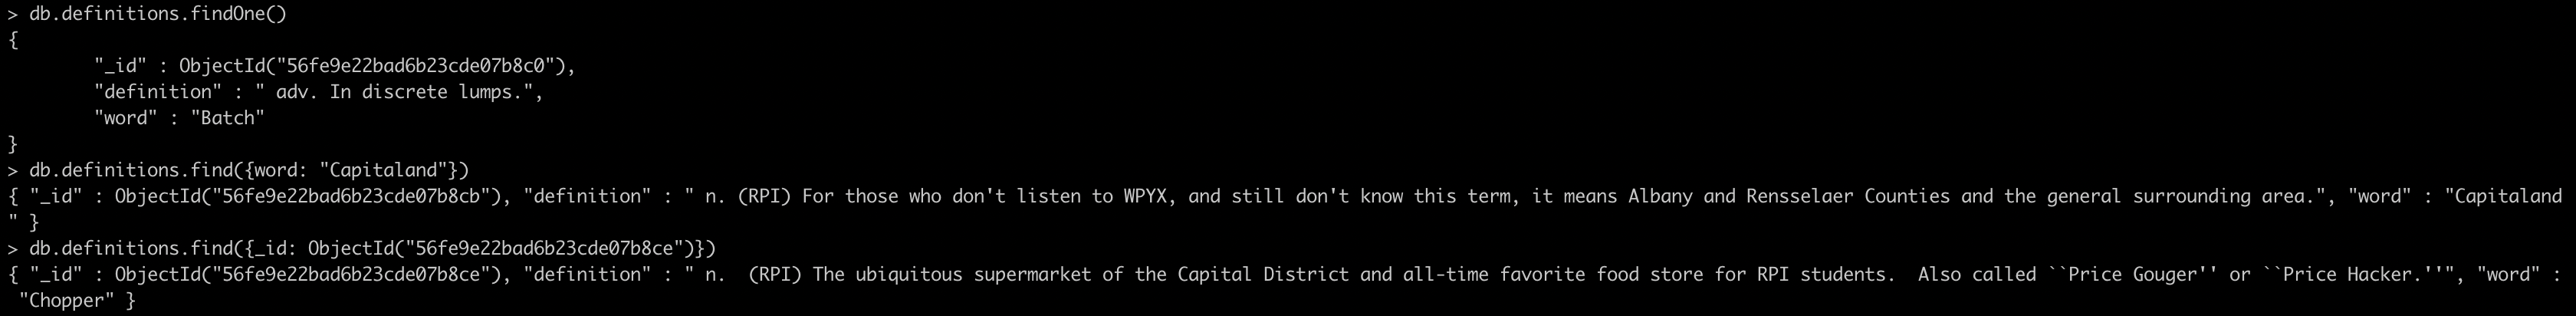 > db.definitions.findOne()
{
        "_id" : ObjectId("56fe9e22bad6b23cde07b8c0"),
        "definition" : " adv. In discrete lumps.",
        "word" : "Batch"
}
> db.definitions.find({word: "Capitaland"})
{ "_id" : ObjectId("56fe9e22bad6b23cde07b8cb"), "definition" : " n. (RPI) For those who don't listen to WPYX, and still don't know this term, it means Albany and Rensselaer Counties and the general surrounding area.", "word" : "Capitaland
" }
> db.definitions.find({_id: ObjectId("56fe9e22bad6b23cde07b8ce")})
{ "_id" : ObjectId("56fe9e22bad6b23cde07b8ce"), "definition" : " n.  (RPI) The ubiquitous supermarket of the Capital District and all-time favorite food store for RPI students.  Also called ``Price Gouger'' or ``Price Hacker.''", "word" :
 "Chopper" }